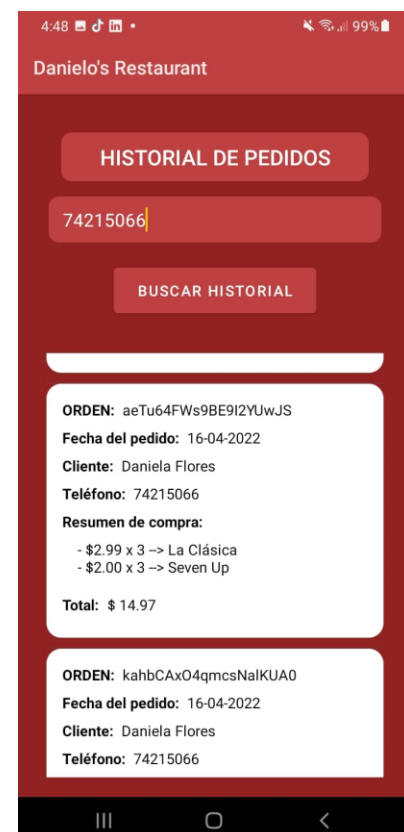 4:48
99%
Danielo's Restaurant
HISTORIAL DE PEDIDOS
74215066
BUSCAR HISTORIAL
ORDEN: aeTu64FWs9BE9I2YUwJS
Fecha del pedido: 16-04-2022
Cliente: Daniela Flores
Teléfono: 74215066
Resumen de compra:
- $2.99 x 3 --> La Clásica
- $2.00 x 3 --> Seven Up
Total: $ 14.97
ORDEN: kahbCAxO4qmcsNalKUA0
Fecha del pedido: 16-04-2022
Cliente: Daniela Flores
Teléfono: 74215066